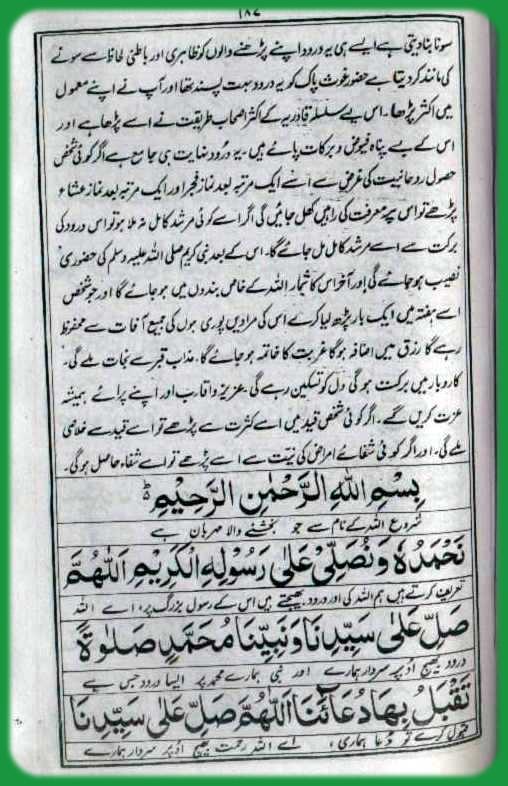 ۱۸۷
سونا بنا دیتی ہے ایسے ہی یہ درود اپنے پڑھنے والوں کو ظاہری اور باطنی لحاظ سے سونے
کی مانند کر دیتا ہے حضور غوث پاک کو یہ درود بہت پسند تھا اور آپ نے اپنے معمول
میں اکثر پڑھا۔ اس لیے سلسلہ قادریہ کے اکثر اصحاب طریقت نے اسے پڑھا ہے اور
اس کے بے پناہ فیوض و برکات پائے ہیں۔ یہ درود نہایت ہی جامع ہے اگر کوئی شخص
حصول روحانیت کی غرض سے اسے ایک مرتبہ بعد نماز فجر اور ایک مرتبہ بعد نماز عشاء
پڑھے تو اس پر معرفت کی راہیں کھل جائیں گی اگر اسے کوئی مرشد کامل نہ ملا ہو تو اس درود کی
برکت سے اسے مرشد کامل مل جائے گا۔ اس کے بعد نبی کریم صلی اللہ علیہ وسلم کی حضوری
نصیب ہو جائے گی اور آخر اس کا شمار اللہ کے خاص بندوں میں ہو جائے گا اور جو شخص
اسے ہفتہ میں ایک بار پڑھ لیا کرے اس کی مرادیں پوری ہوں گی جمیع آفات سے محفوظ
رہے گا رزق میں اضافہ ہوگا غربت کا خاتمہ ہو جائے گا، عذاب قبر سے نجات ملے گی۔
کاروبار میں برکت ہو گی دل کو تسکین رہے گی۔ عزیز و اقارب اور اپنے پرائے ہمیشہ
عزت کریں گے۔ اگر کوئی شخص قید میں اسے کثرت سے پڑھے تو اسے قید سے خلاصی
ملے گی۔ اور اگر کوئی شفائے امراض کی نیت سے اسے پڑھے تو اسے شفاء حاصل ہو گی۔
بِسْمِ اللهِ الرَّحْمٰنِ الرَّحِيْمِ ط
شروع اللہ کے نام سے جو بخشنے والا مہربان ہے
نَحْمَدُهٗ وَنُصَلِّيْ عَلٰى رَسُوْلِهِ الْكَرِيْمِ اَللّٰهُمَّ
تعریف کرتے ہیں ہم اللہ کی اور درود بھیجتے ہیں اس کے رسول بزرگ پر، اے اللہ
صَلِّ عَلٰى سَيِّدِنَا وَنَبِيِّنَا مُحَمَّدٍ صَلٰوةً
درود بھیج اوپر سردار ہمارے اور نبی ہمارے محمد پر ایسا درود جس سے
تَقْبَلُ بِهَا دُعَآئَنَا اَللّٰهُمَّ صَلِّ عَلٰى سَيِّدِنَا
قبول کرے تو دعا ہماری، اے اللہ رحمت بھیج اوپر سردار ہمارے